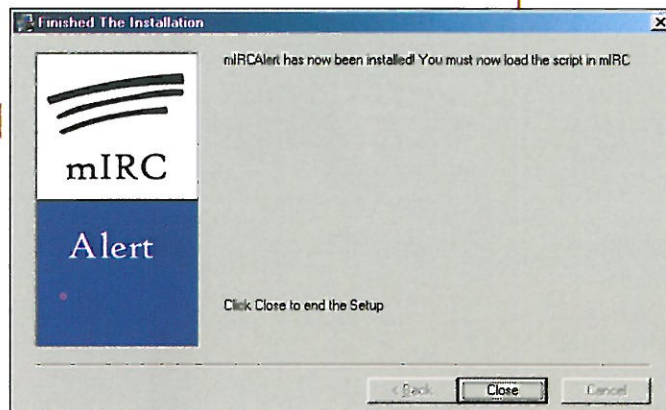 Finished The Installation
mIRCAlert has now been installed! You must now load the script in mIRC
mIRC
Alert
Click Close to end the Setup
< Back
Close
Cancel